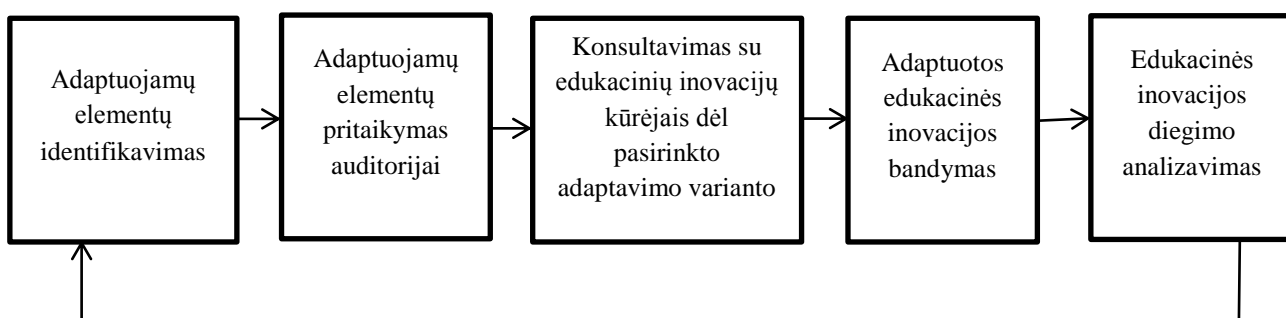 Adaptuojamų
elementų
identifikavimas
Adaptuojamų
elementų
pritaikymas
auditorijai
Konsultavimas su
edukacinių inovacijų
kūrėjais dėl
pasirinkto
adaptavimo varianto
Adaptuotos
edukacinės
inovacijos
bandymas
Edukacinės
inovacijos
diegimo
analizavimas